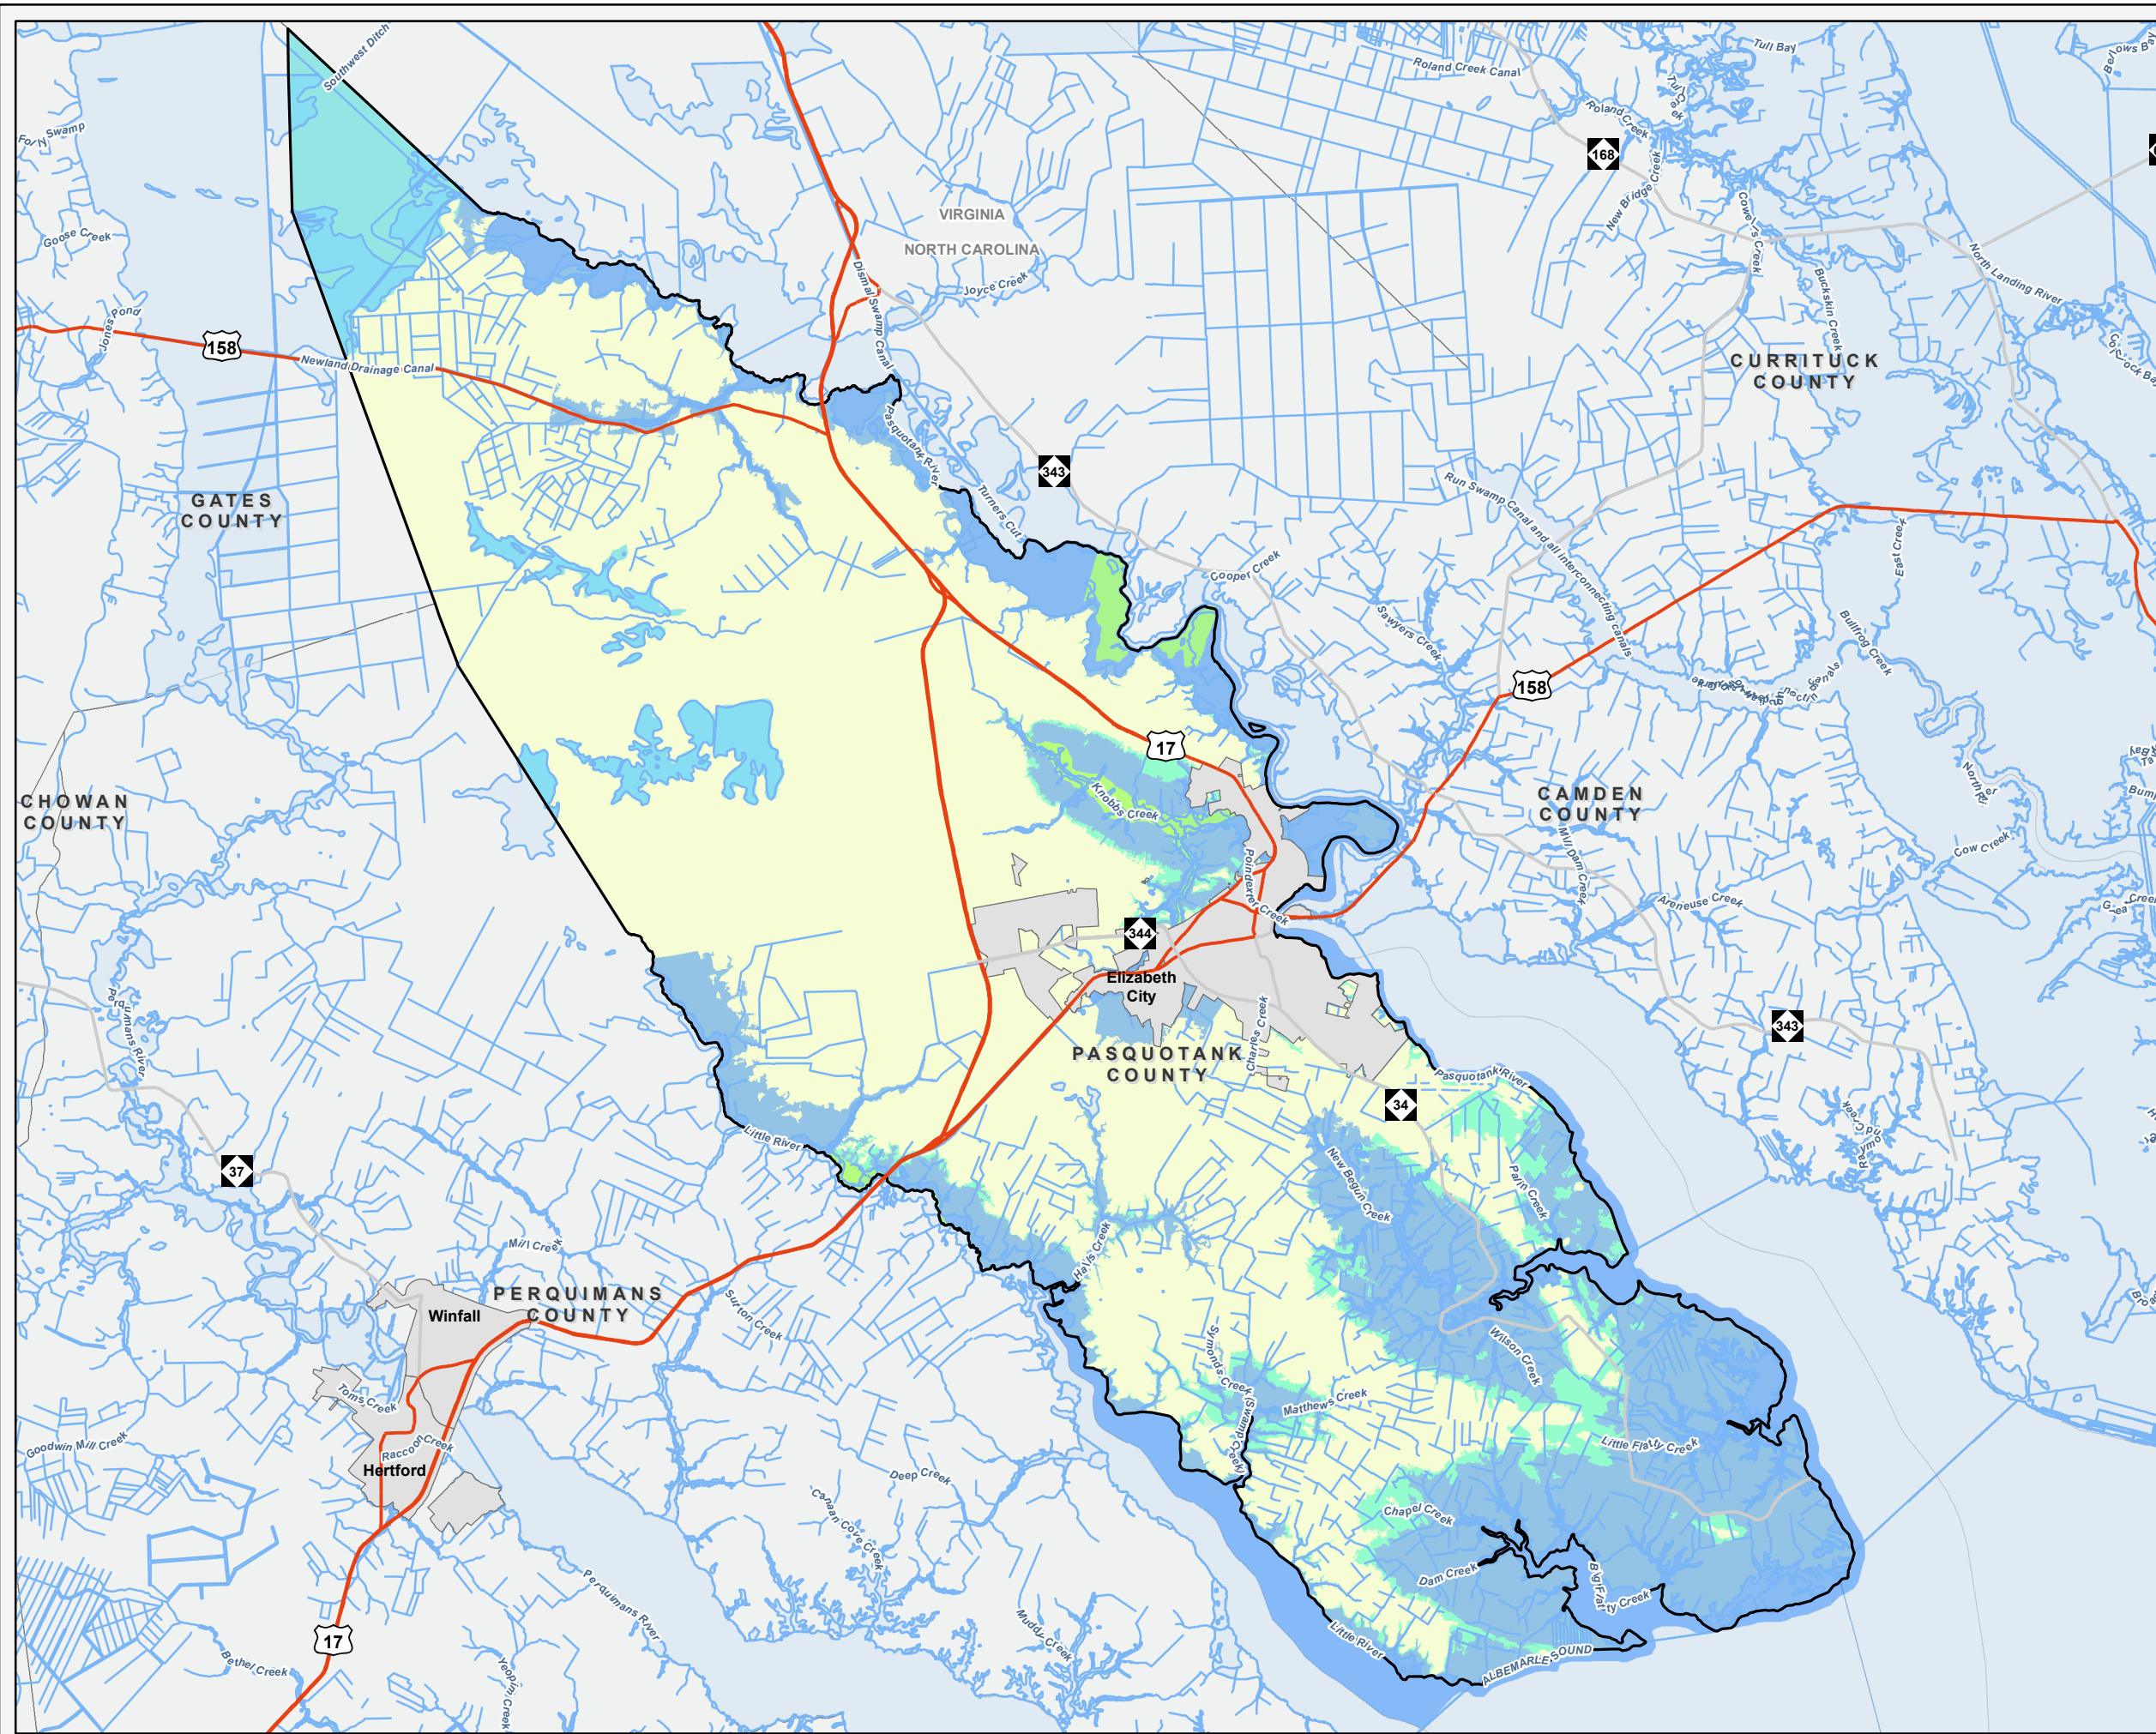 Southwest Ditch
Tull Bay
Roland Creek Canal
Tull Creek
Roland Creek
168
New Bridge Creek
Cowells Creek
VIRGINIA
NORTH CAROLINA
Goose Creek
Joyce Creek
Dismal Swamp Canal
Buckskin Creek
North Landing River
Jones Pond
158
Newland Drainage Canal
CURRITUCK
COUNTY
Pasquotank River
343
Turners Cut
GATES
COUNTY
Run Swamp Canal and all interconnecting canals
East Creek
Cooper Creek
Sawyers Creek
Bullfrog Creek
158
17
CHOWAN
COUNTY
Knobbs Creek
CAMDEN
COUNTY
Mill Dam Creek
Cow Creek
Poindexter Creek
Areneuse Creek
344
Elizabeth
City
Perquimans River
Charles Creek
343
PASQUOTANK
COUNTY
Pasquotank River
34
Little River
37
New Begun Creek
Palin Creek
Mill Creek
Halls Creek
PERQUIMANS
COUNTY
Winfall
Sutton Creek
Symonds Creek (Swamp Creek)
Wilson Creek
Toms Creek
Matthews Creek
Goodwin Mill Creek
Raccoon Creek
Little Flatty Creek
Hertford
Deep Creek
Canaan Cove Creek
Chapel Creek
Dam Creek
Big Flatty Creek
Perquimans River
17
Muddy Creek
Little River
Bethel Creek
Yeopim Creek
ALBEMARLE SOUND